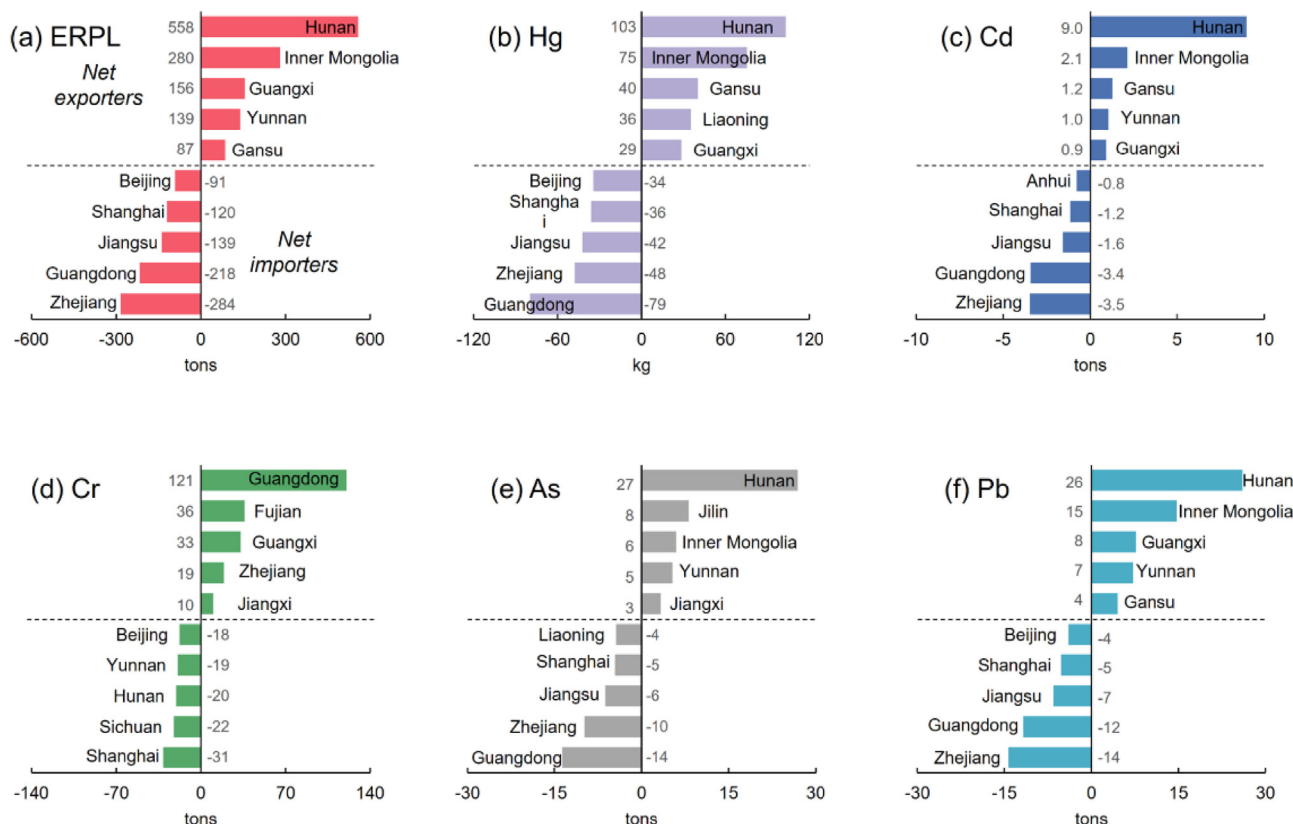 (a) ERPL
Net
exporters
558 Hunan
280 Inner Mongolia
156 Guangxi
139 Yunnan
87 Gansu
Beijing -91
Shanghai -120
Jiangsu -139
Guangdong -218
Zhejiang -284
Net
importers
-600 -300 0 300 600
tons
(b) Hg
103 Hunan
75 Inner Mongolia
40 Gansu
36 Liaoning
29 Guangxi
Beijing -34
Shangha
i -36
Jiangsu -42
Zhejiang -48
Guangdong -79
-120 -60 0 60 120
kg
(c) Cd
9.0 Hunan
2.1 Inner Mongolia
1.2 Gansu
1.0 Yunnan
0.9 Guangxi
Anhui -0.8
Shanghai -1.2
Jiangsu -1.6
Guangdong -3.4
Zhejiang -3.5
-10 -5 0 5 10
tons
(d) Cr
121 Guangdong
36 Fujian
33 Guangxi
19 Zhejiang
10 Jiangxi
Beijing -18
Yunnan -19
Hunan -20
Sichuan -22
Shanghai -31
-140 -70 0 70 140
tons
(e) As
27 Hunan
8 Jilin
6 Inner Mongolia
5 Yunnan
3 Jiangxi
Liaoning -4
Shanghai -5
Jiangsu -6
Zhejiang -10
Guangdong -14
-30 -15 0 15 30
tons
(f) Pb
26 Hunan
15 Inner Mongolia
8 Guangxi
7 Yunnan
4 Gansu
Beijing -4
Shanghai -5
Jiangsu -7
Guangdong -12
Zhejiang -14
-30 -15 0 15 30
tons